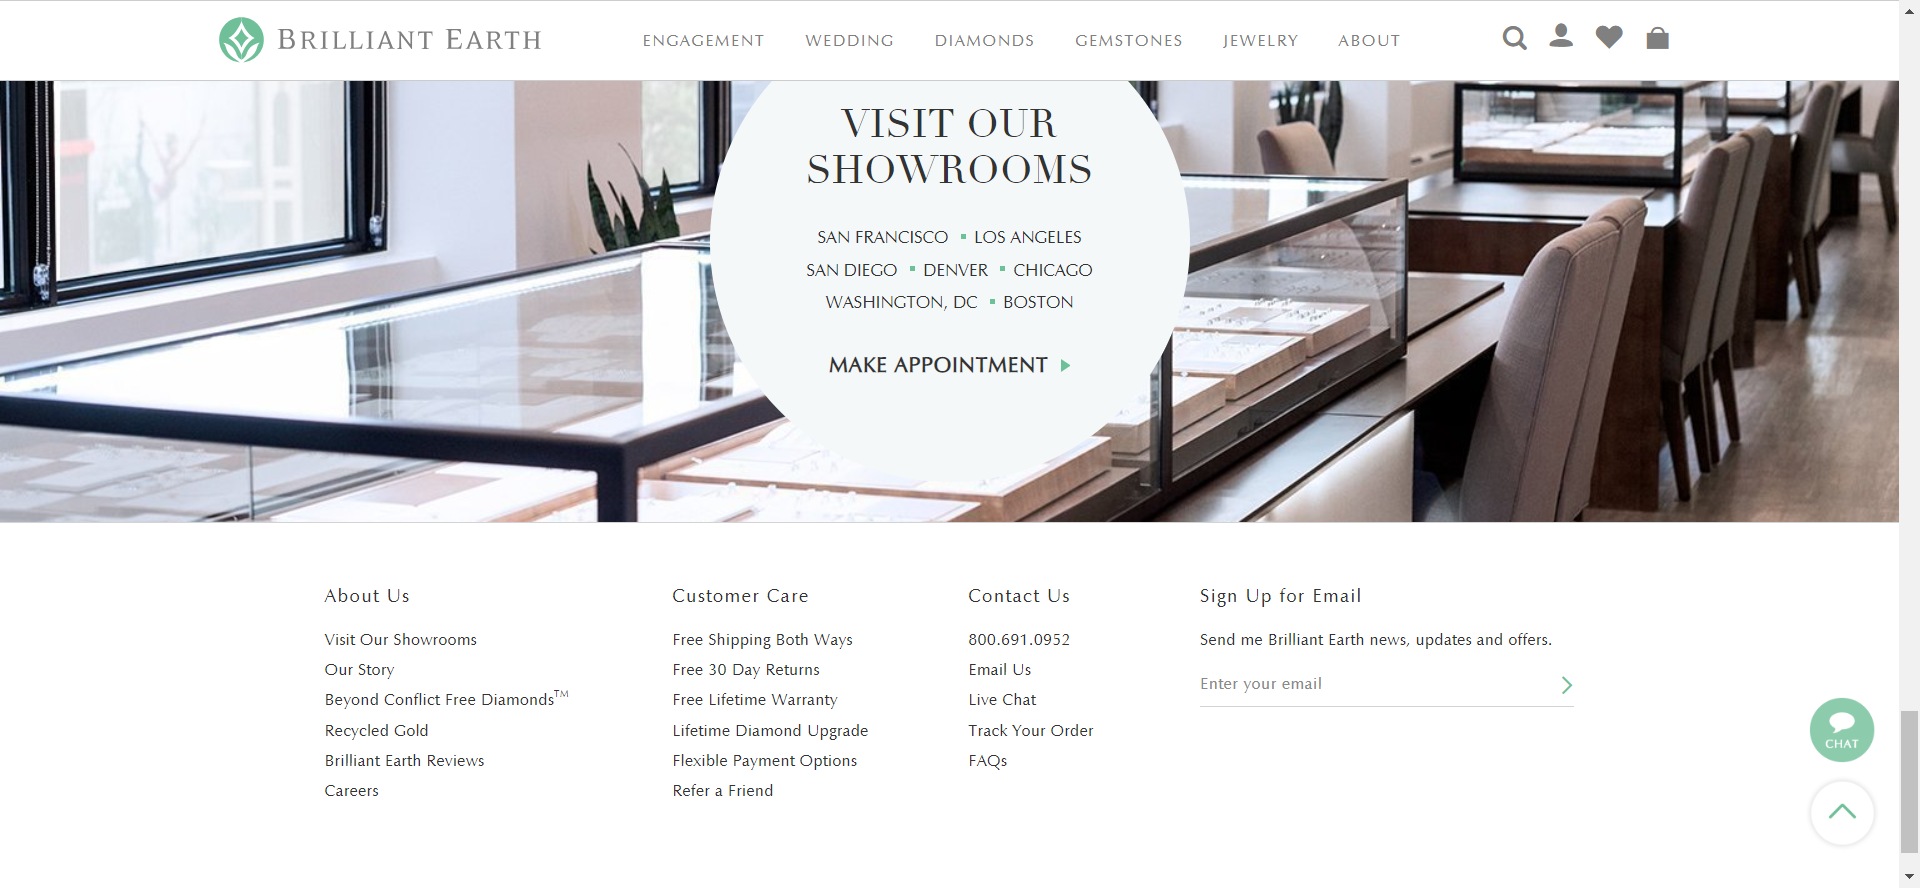 BRILLIANT EARTH
ENGAGEMENT WEDDING DIAMONDS GEMSTONES JEWELRY ABOUT
VISIT OUR
SHOWROOMS
SAN FRANCISCO ▪ LOS ANGELES
SAN DIEGO ▪ DENVER ▪ CHICAGO
WASHINGTON, DC ▪ BOSTON
MAKE APPOINTMENT
About Us
Visit Our Showrooms
Our Story
Beyond Conflict Free Diamonds™
Recycled Gold
Brilliant Earth Reviews
Careers
Customer Care
Free Shipping Both Ways
Free 30 Day Returns
Free Lifetime Warranty
Lifetime Diamond Upgrade
Flexible Payment Options
Refer a Friend
Contact Us
800.691.0952
Email Us
Live Chat
Track Your Order
FAQs
Sign Up for Email
Send me Brilliant Earth news, updates and offers.
Enter your email
CHAT